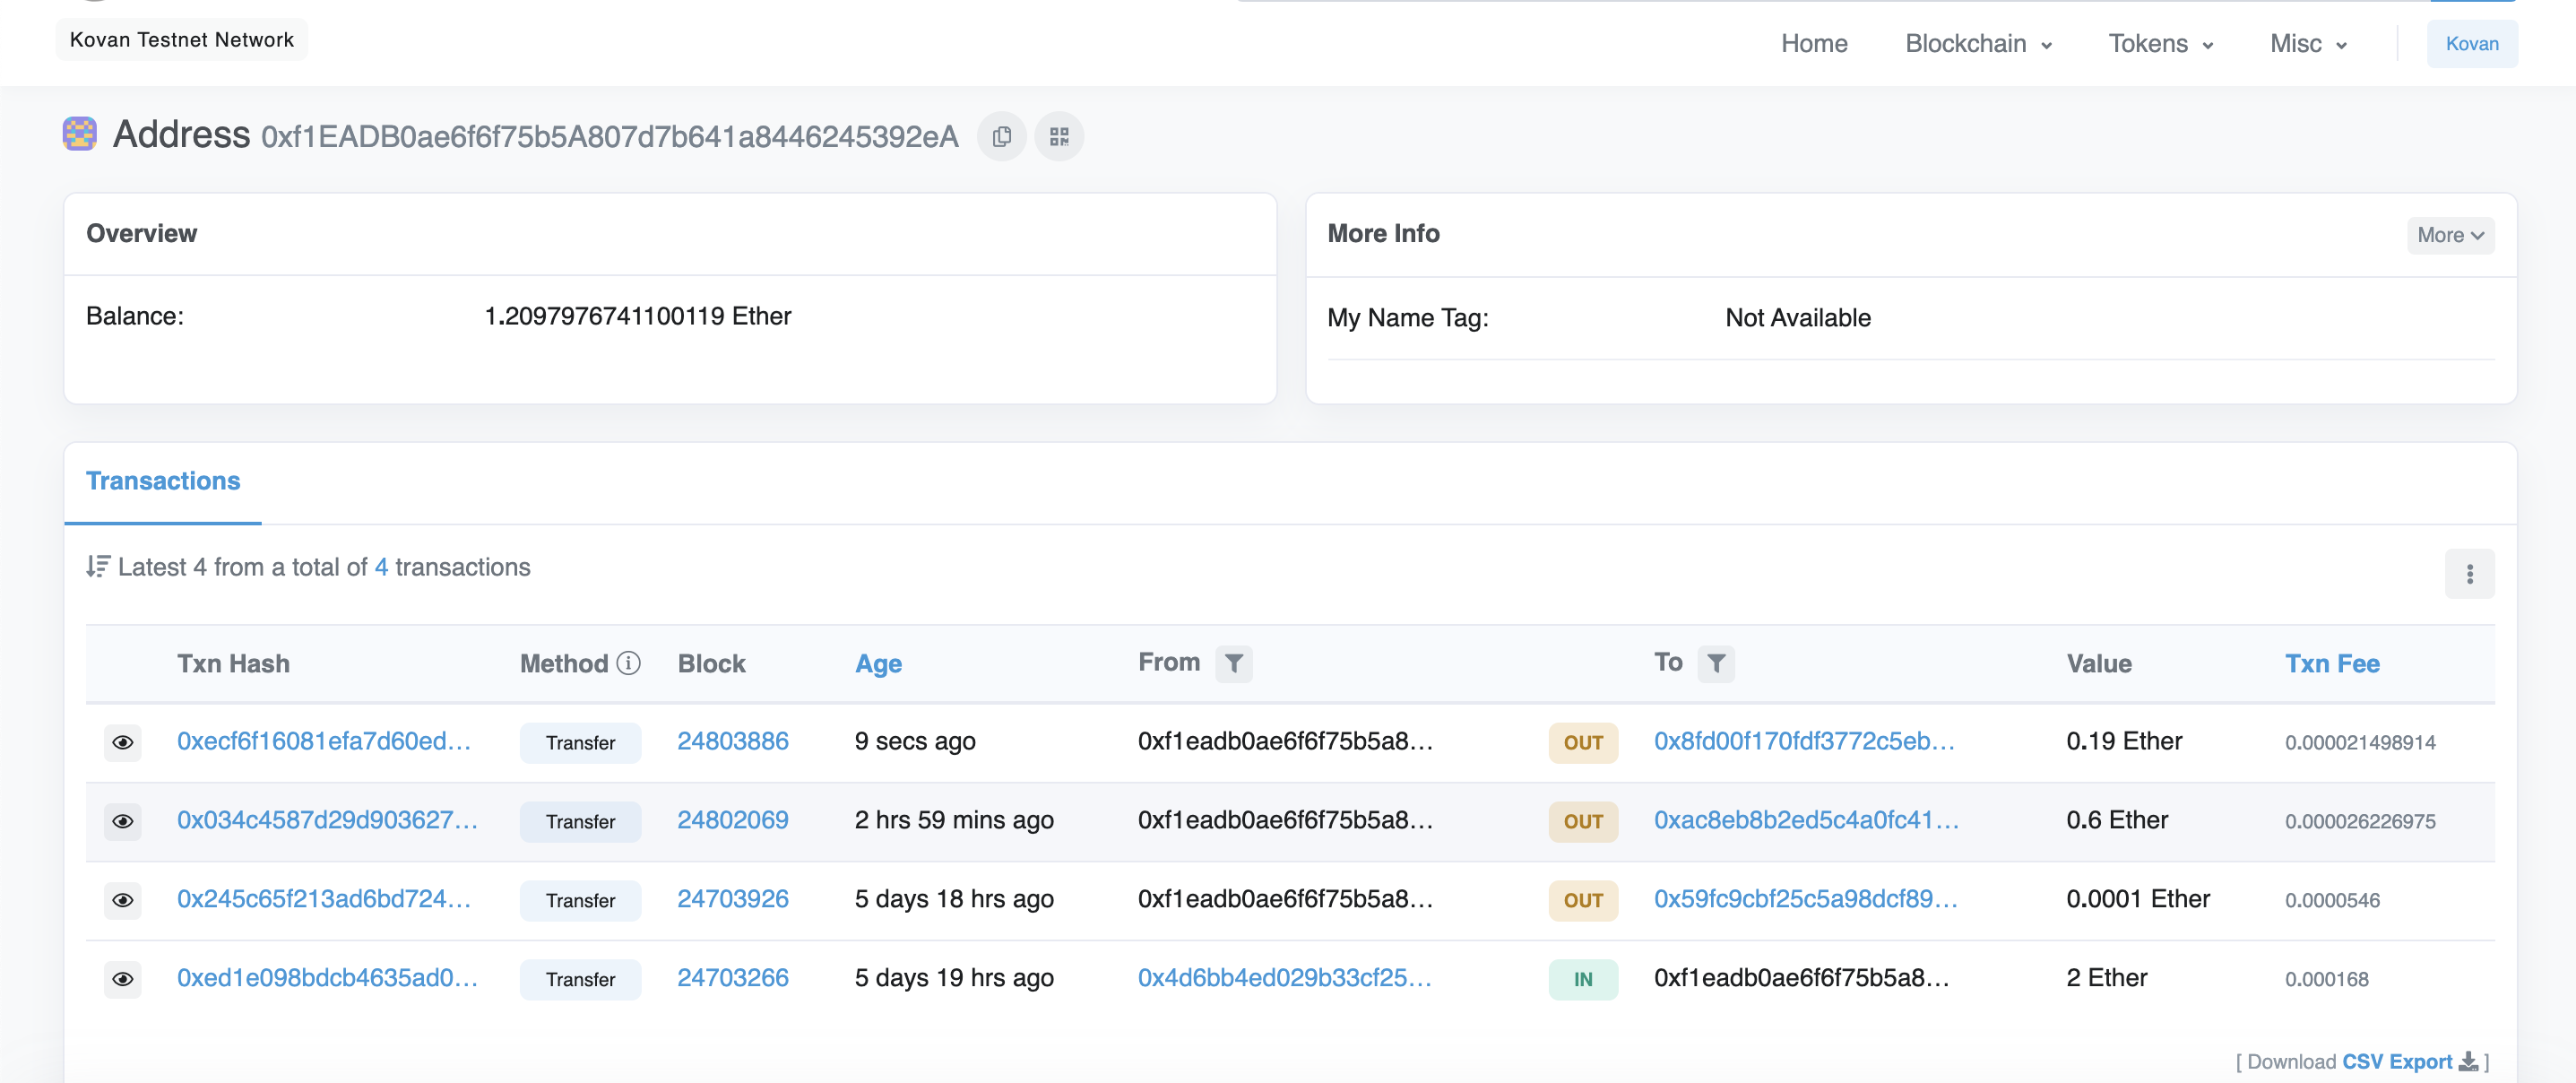 Kovan Testnet Network
Home Blockchain Tokens Misc Kovan
Address 0xf1EADB0ae6f6f75b5A807d7b641a8446245392eA
Overview
Balance: 1.2097976741100119 Ether
More Info More
My Name Tag: Not Available
Transactions
Latest 4 from a total of 4 transactions
Txn Hash Method Block Age From To Value Txn Fee
0xecf6f16081efa7d60ed... Transfer 24803886 9 secs ago 0xf1eadb0ae6f6f75b5a8... OUT 0x8fd00f170fdf3772c5eb... 0.19 Ether 0.000021498914
0x034c4587d29d903627... Transfer 24802069 2 hrs 59 mins ago 0xf1eadb0ae6f6f75b5a8... OUT 0xac8eb8b2ed5c4a0fc41... 0.6 Ether 0.000026226975
0x245c65f213ad6bd724... Transfer 24703926 5 days 18 hrs ago 0xf1eadb0ae6f6f75b5a8... OUT 0x59fc9cbf25c5a98dcf89... 0.0001 Ether 0.0000546
0xed1e098bdcb4635ad0... Transfer 24703266 5 days 19 hrs ago 0x4d6bb4ed029b33cf25... IN 0xf1eadb0ae6f6f75b5a8... 2 Ether 0.000168
[ Download CSV Export ]